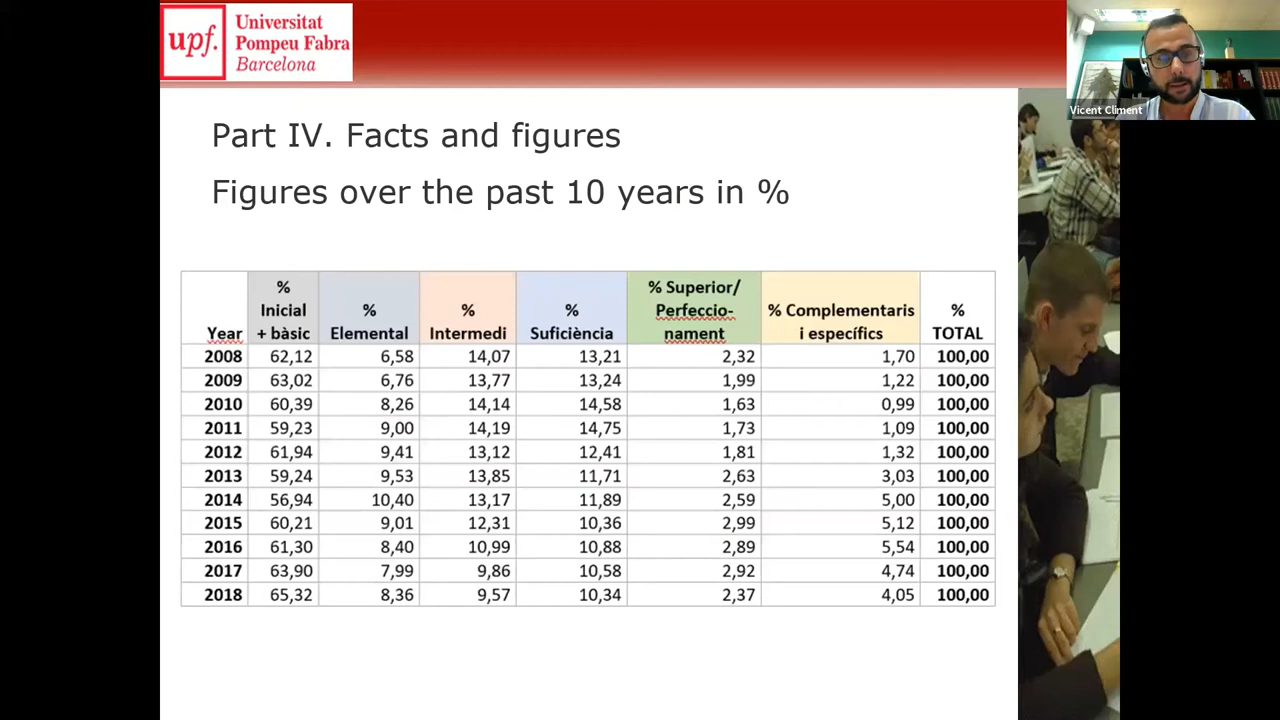 upf.
Universitat
Pompeu Fabra
Barcelona
Vicent Climent
Part IV. Facts and figures
Figures over the past 10 years in %
Year % Inicial + bàsic % Elemental % Intermedi % Suficiència % Superior/ Perfeccio- nament % Complementaris i específics % TOTAL
2008 62,12 6,58 14,07 13,21 2,32 1,70 100,00
2009 63,02 6,76 13,77 13,24 1,99 1,22 100,00
2010 60,39 8,26 14,14 14,58 1,63 0,99 100,00
2011 59,23 9,00 14,19 14,75 1,73 1,09 100,00
2012 61,94 9,41 13,12 12,41 1,81 1,32 100,00
2013 59,24 9,53 13,85 11,71 2,63 3,03 100,00
2014 56,94 10,40 13,17 11,89 2,59 5,00 100,00
2015 60,21 9,01 12,31 10,36 2,99 5,12 100,00
2016 61,30 8,40 10,99 10,88 2,89 5,54 100,00
2017 63,90 7,99 9,86 10,58 2,92 4,74 100,00
2018 65,32 8,36 9,57 10,34 2,37 4,05 100,00